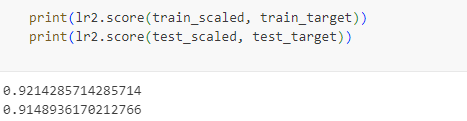 print(lr2.score(train_scaled, train_target))
print(lr2.score(test_scaled, test_target))
0.9214285714285714
0.9148936170212766